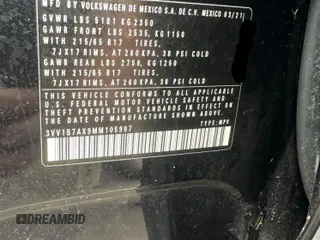 MFD BY VOLKSWAGEN DE MEXICO S.A. DE C.V. MEXICO 03/21
GVWR LBS 5181 KG 2350
GAWR FRONT LBS 2535, KG 1150
WITH 215/65 R17 TIRES,
7JX17 RIMS, AT 260 KPA, 38 PSI COLD
GAWR REAR LBS 2756, KG 1250
WITH 215/65 R17 TIRES,
7JX17 RIMS, AT 260 KPA, 38 PSI COLD
THIS VEHICLE CONFORMS TO ALL APPLICABLE
U.S. FEDERAL MOTOR VEHICLE SAFETY
AND THEFT PREVENTION STANDARDS IN EFFECT
ON THE DATE OF MANUFACTURE SHOWN ABOVE.
3VV1B7AX9MM105997
TYPE: MPV
DREAMBID